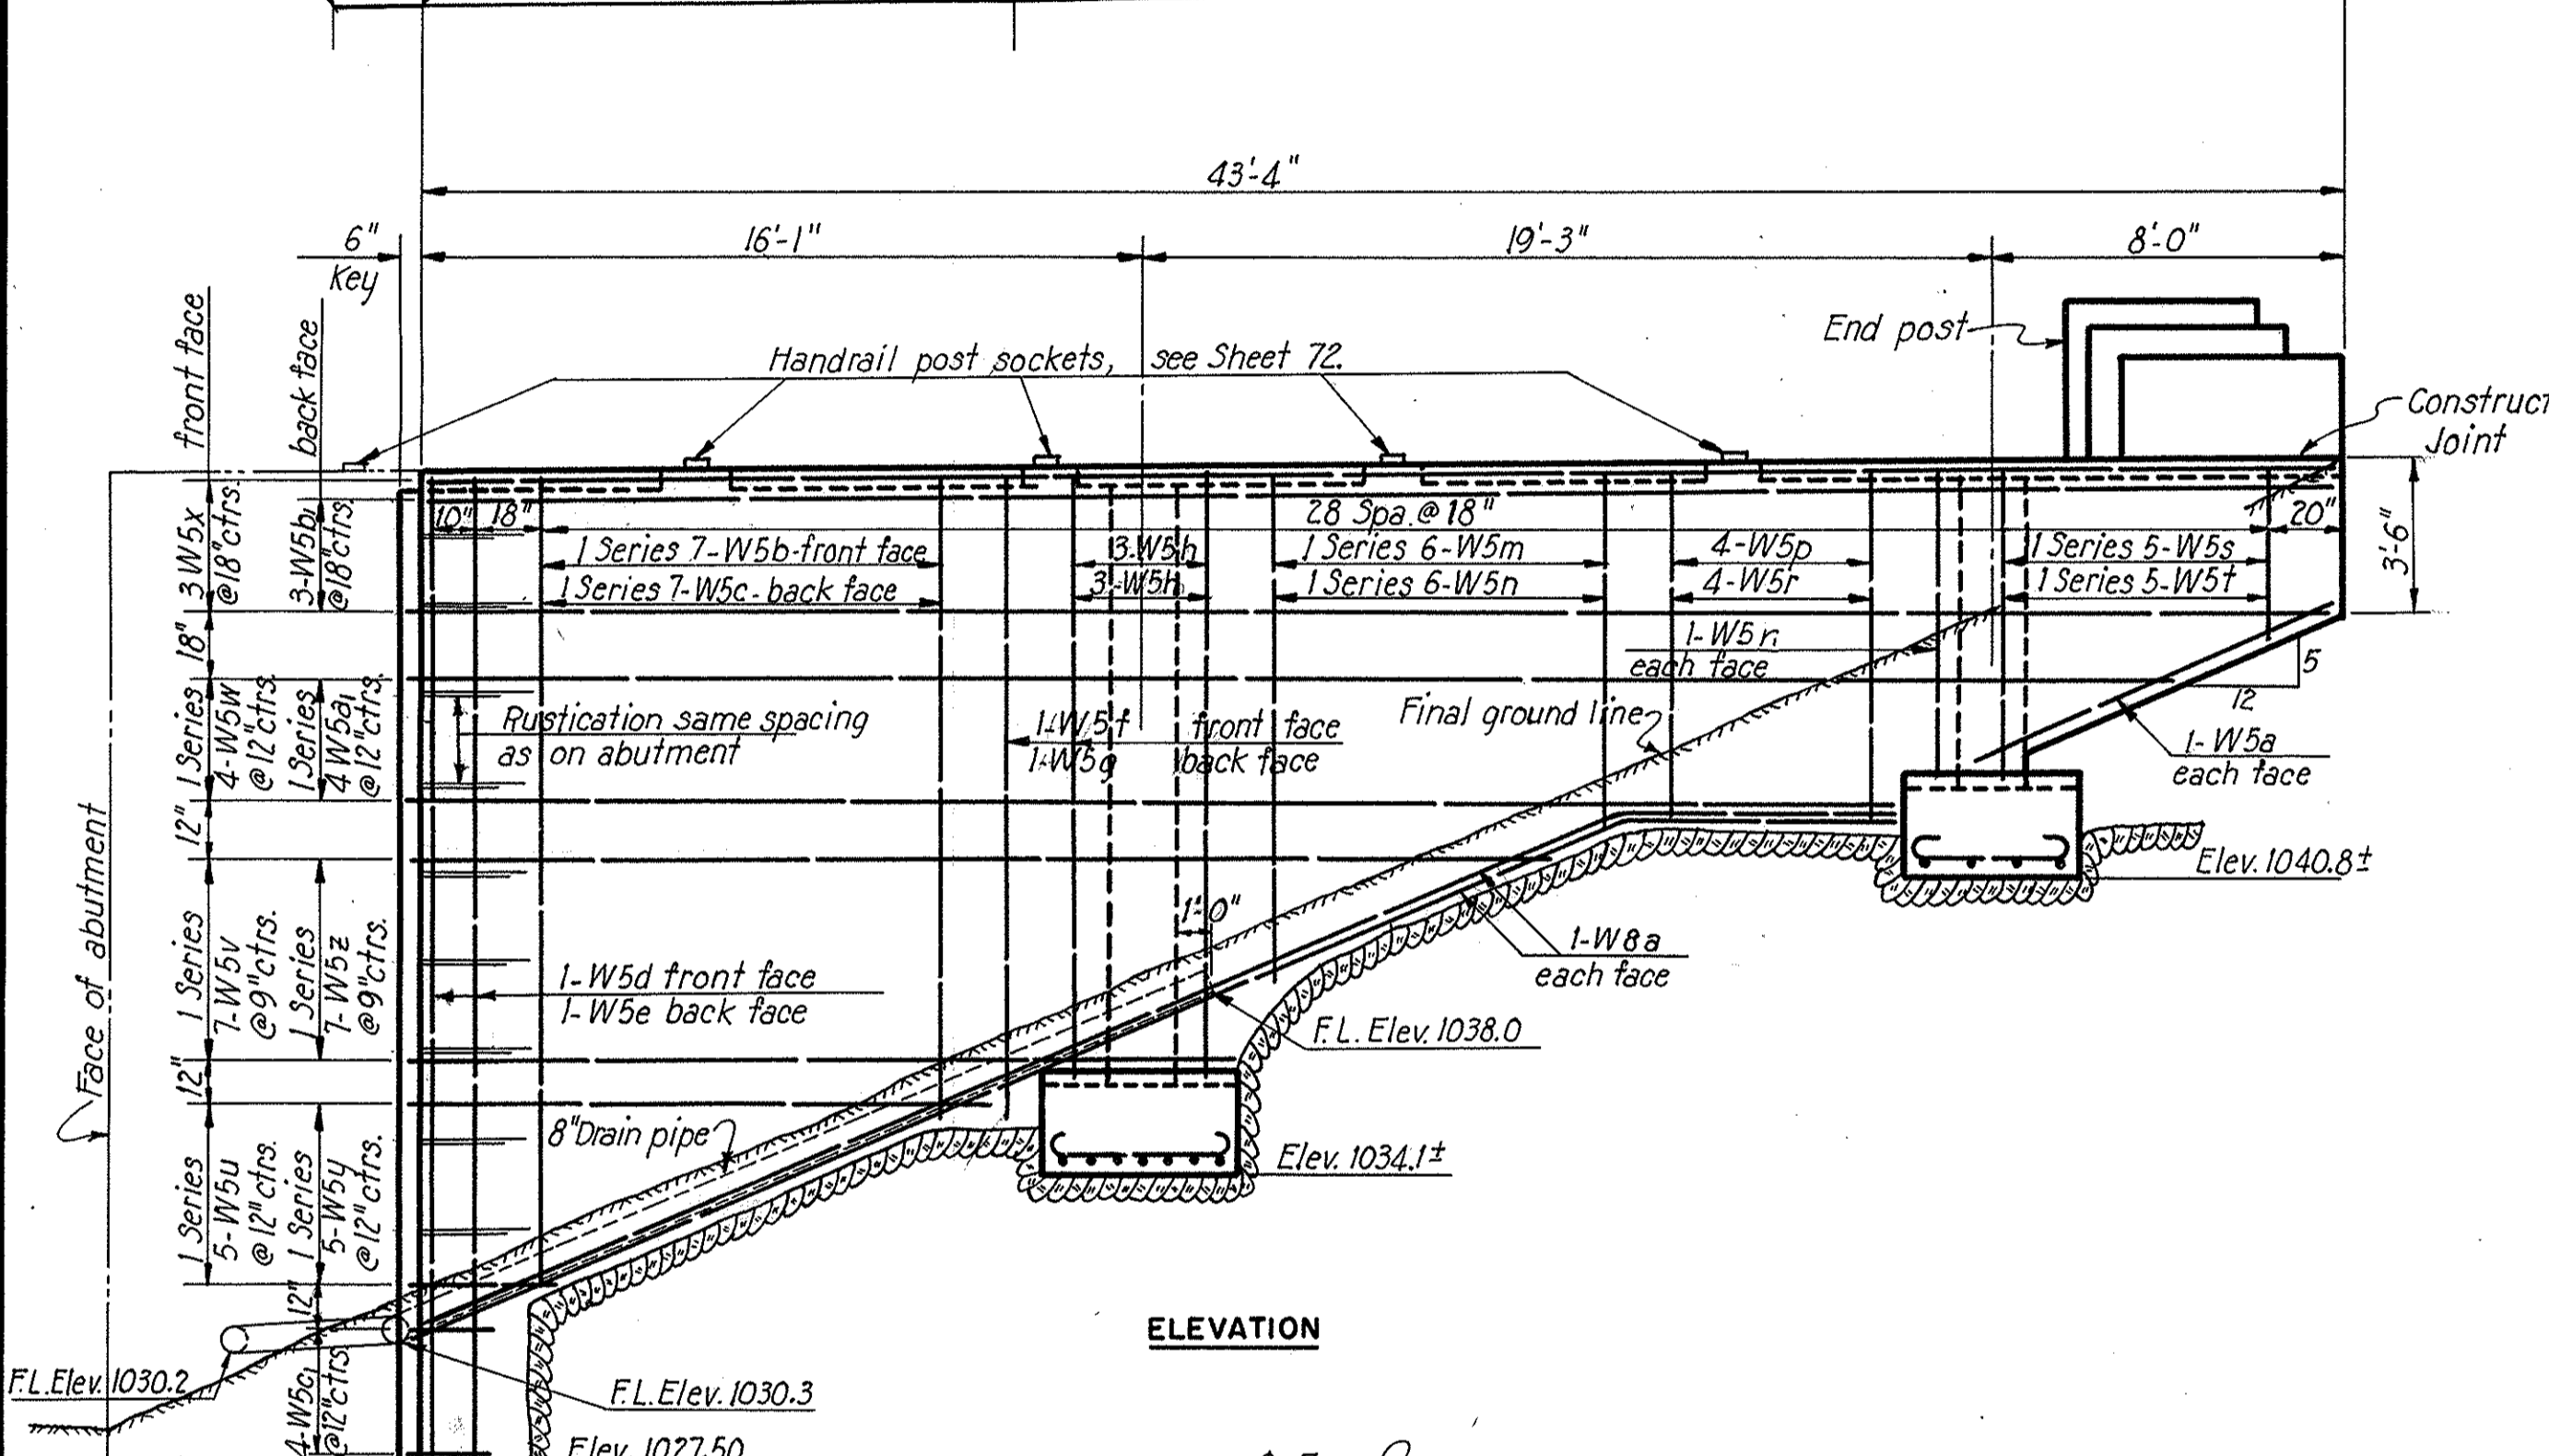 43'-4"
6"
Key
16'-1"
19'-3"
8'-0"
End post
Handrail post sockets, see Sheet 72.
Construct
Joint
front face
back face
3 W5x
@18"ctrs.
3-W5b1
@18"ctrs.
10"
18"
28 Spa. @ 18"
20"
3'-6"
1 Series 7-W5b-front face
1 Series 7-W5c-back face
3-W5h
3-W5h
1 Series 6-W5m
1 Series 6-W5n
4-W5p
4-W5r
1 Series 5-W5s
1 Series 5-W5t
1-W5n
each face
5
12
18"
1 Series
4-W5w
@12"ctrs.
1 Series
4 W5a1
@12"ctrs.
Rustication same spacing
as on abutment
1-W5f front face
1-W5g back face
Final ground line
1-W5a
each face
12"
Elev. 1040.8±
Face of abutment
1 Series
7-W5v
@9"ctrs.
1 Series
7-W5z
@9"ctrs.
1'-0"
1-W8a
each face
1-W5d front face
1-W5e back face
F.L. Elev. 1038.0
12"
8"Drain pipe
Elev. 1034.1±
1 Series
5-W5u
@12"ctrs.
1 Series
5-W5y
@12"ctrs.
12"
ELEVATION
F.L.Elev. 1030.2
F.L.Elev. 1030.3
4-W5c1
@12"ctrs.
Elev. 1027.50